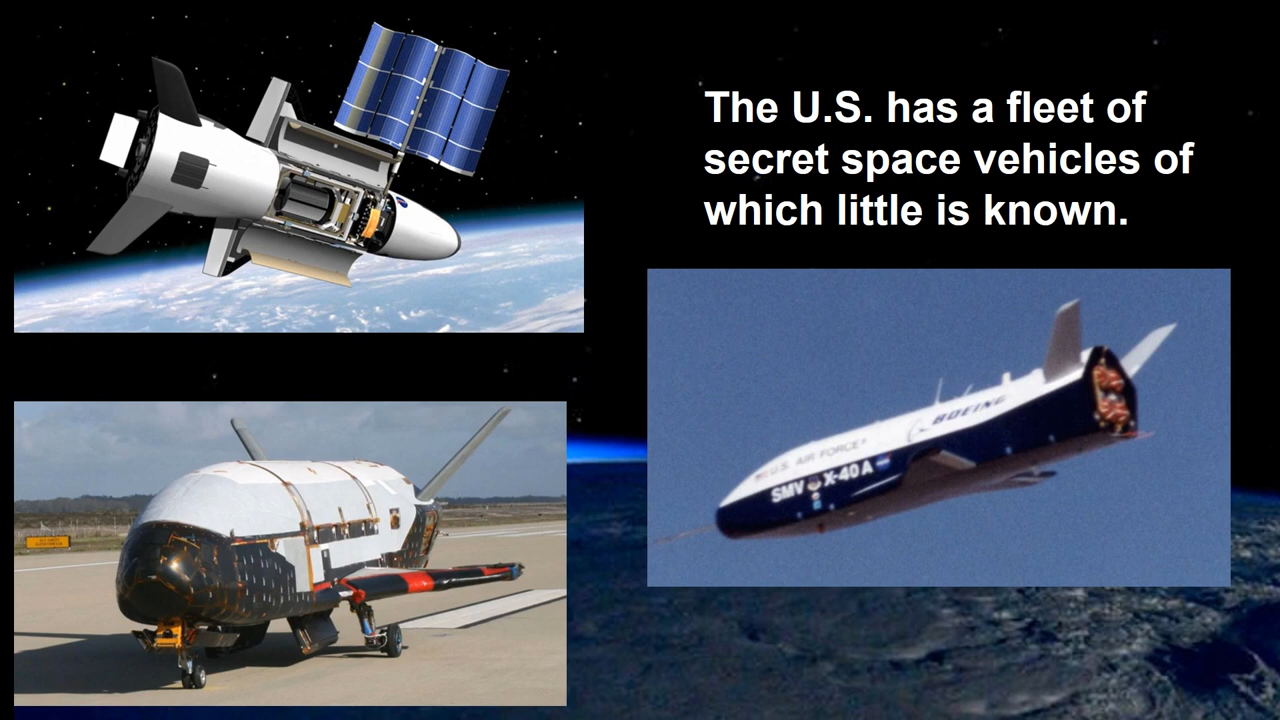 The U.S. has a fleet of
secret space vehicles of
which little is known.
BOEING
U.S. AIR FORCE
SMV X-40A